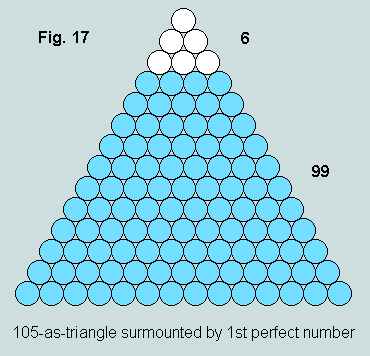 Fig. 17
6
99
105-as-triangle surmounted by 1st perfect number